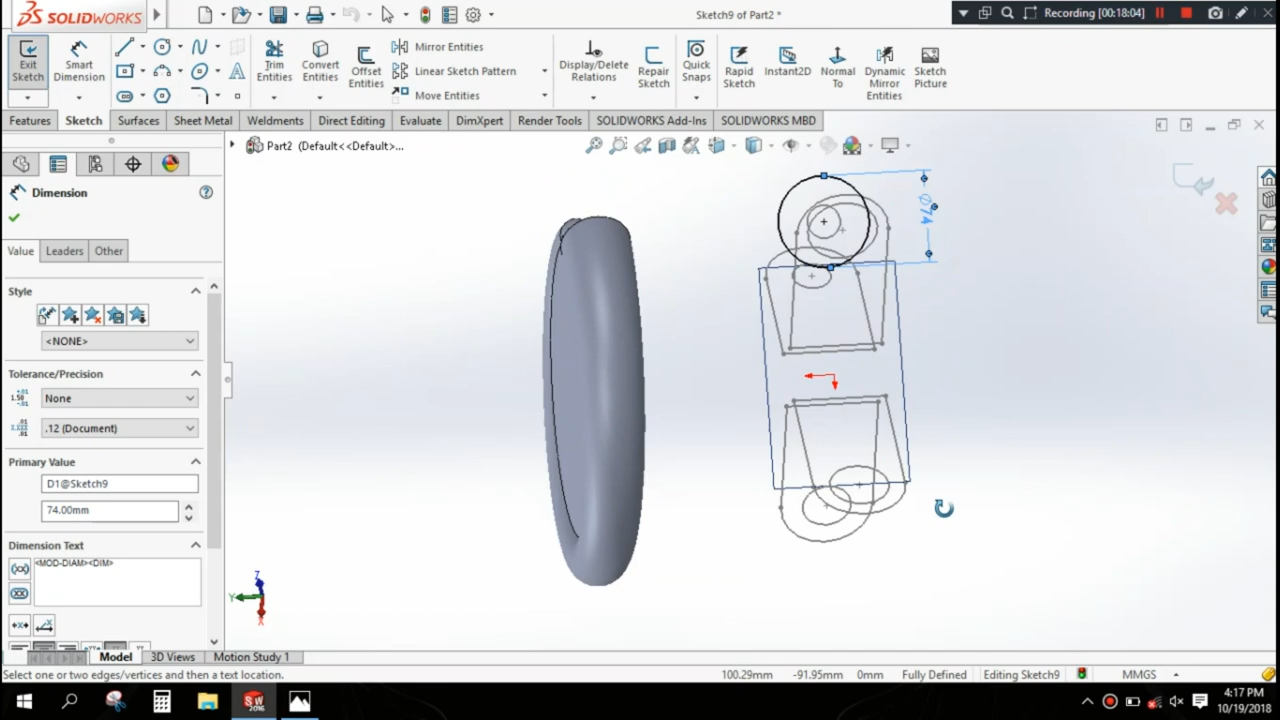 SOLIDWORKS
Sketch9 of Part2 *
Recording [00:18:04]
Exit Sketch
Smart Dimension
Trim Entities
Convert Entities
Offset Entities
Mirror Entities
Linear Sketch Pattern
Move Entities
Display/Delete Relations
Repair Sketch
Quick Snaps
Rapid Sketch
Instant2D
Normal To
Dynamic Mirror Entities
Sketch Picture
Features
Sketch
Surfaces
Sheet Metal
Weldments
Direct Editing
Evaluate
DimXpert
Render Tools
SOLIDWORKS Add-Ins
SOLIDWORKS MBD
Part2 (Default<<Default>...
Dimension
Value
Leaders
Other
Style
<NONE>
Tolerance/Precision
None
.12 (Document)
Primary Value
D1@Sketch9
74.00mm
Dimension Text
<MOD-DIAM><DIM>
Ø74
Z
Y
X
Model
3D Views
Motion Study 1
Select one or two edges/vertices and then a text location.
100.29mm
-91.95mm
0mm
Fully Defined
Editing Sketch9
MMGS
SW
2016
4:17 PM
10/19/2018